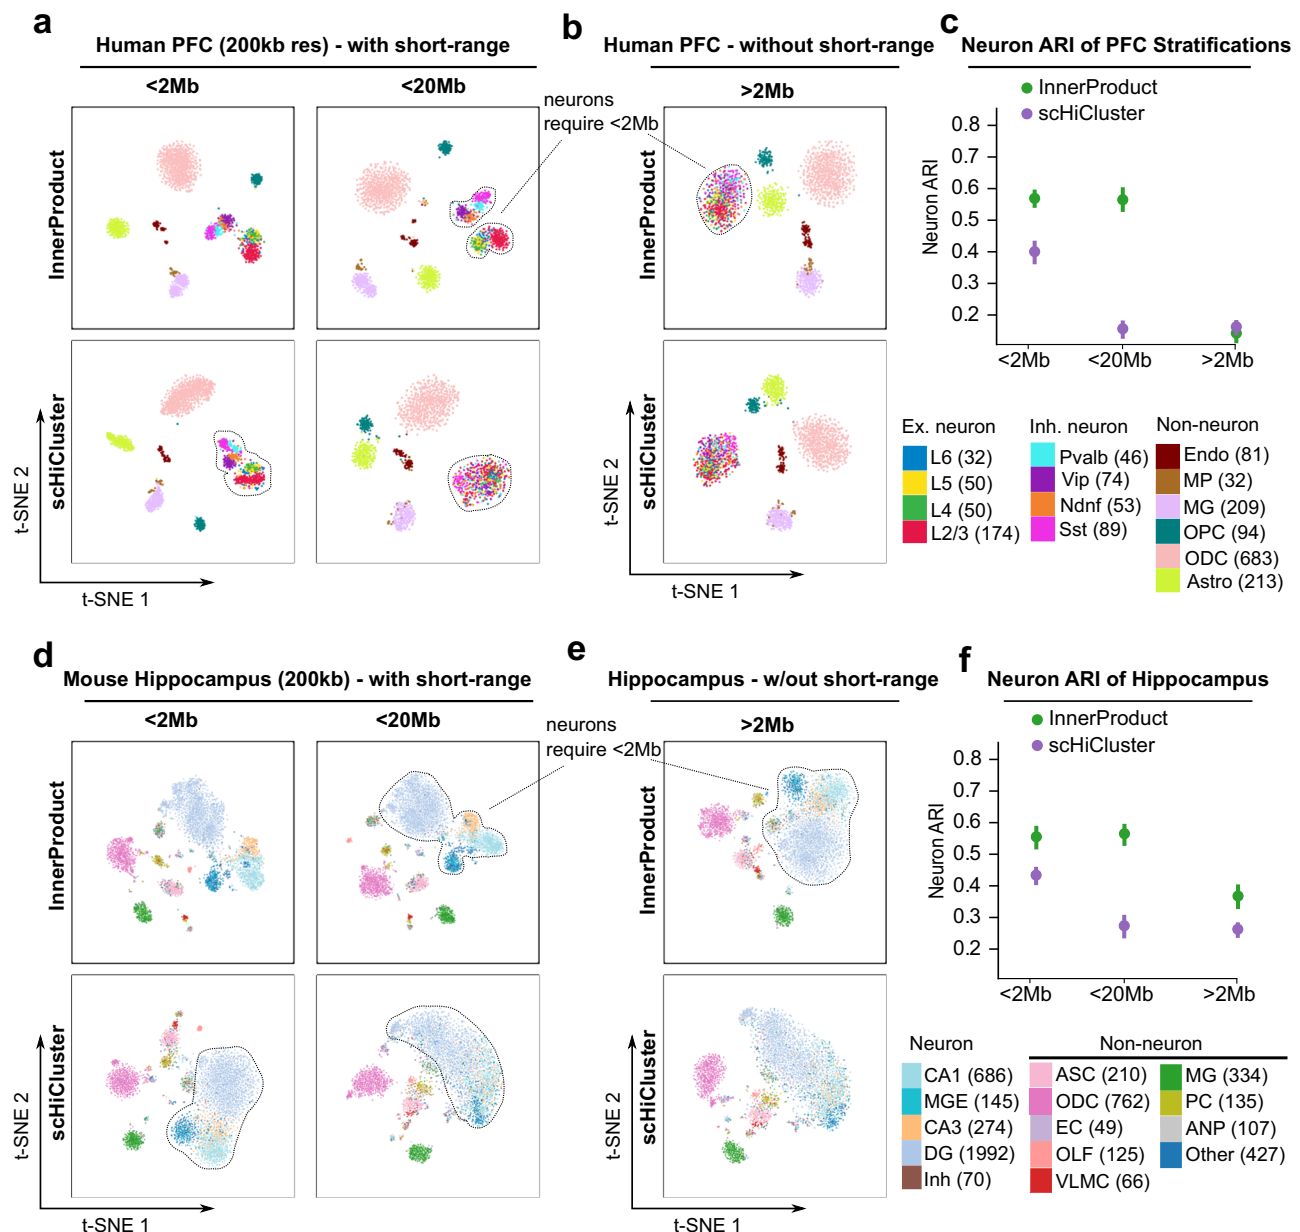 a
Human PFC (200kb res) - with short-range
<2Mb
<20Mb
InnerProduct
scHiCluster
t-SNE 2
t-SNE 1
neurons
require <2Mb
b
Human PFC - without short-range
>2Mb
InnerProduct
scHiCluster
t-SNE 2
t-SNE 1
c
Neuron ARI of PFC Stratifications
InnerProduct
scHiCluster
Neuron ARI
0.8
0.7
0.6
0.5
0.4
0.3
0.2
<2Mb
<20Mb
>2Mb
Ex. neuron
L6 (32)
L5 (50)
L4 (50)
L2/3 (174)
Inh. neuron
Pvalb (46)
Vip (74)
Ndnf (53)
Sst (89)
Non-neuron
Endo (81)
MP (32)
MG (209)
OPC (94)
ODC (683)
Astro (213)
d
Mouse Hippocampus (200kb) - with short-range
<2Mb
<20Mb
InnerProduct
scHiCluster
t-SNE 2
t-SNE 1
neurons
require <2Mb
e
Hippocampus - w/out short-range
>2Mb
InnerProduct
scHiCluster
t-SNE 2
t-SNE 1
f
Neuron ARI of Hippocampus
InnerProduct
scHiCluster
Neuron ARI
0.8
0.7
0.6
0.5
0.4
0.3
0.2
<2Mb
<20Mb
>2Mb
Neuron
CA1 (686)
MGE (145)
CA3 (274)
DG (1992)
Inh (70)
Non-neuron
ASC (210)
ODC (762)
EC (49)
OLF (125)
VLMC (66)
MG (334)
PC (135)
ANP (107)
Other (427)